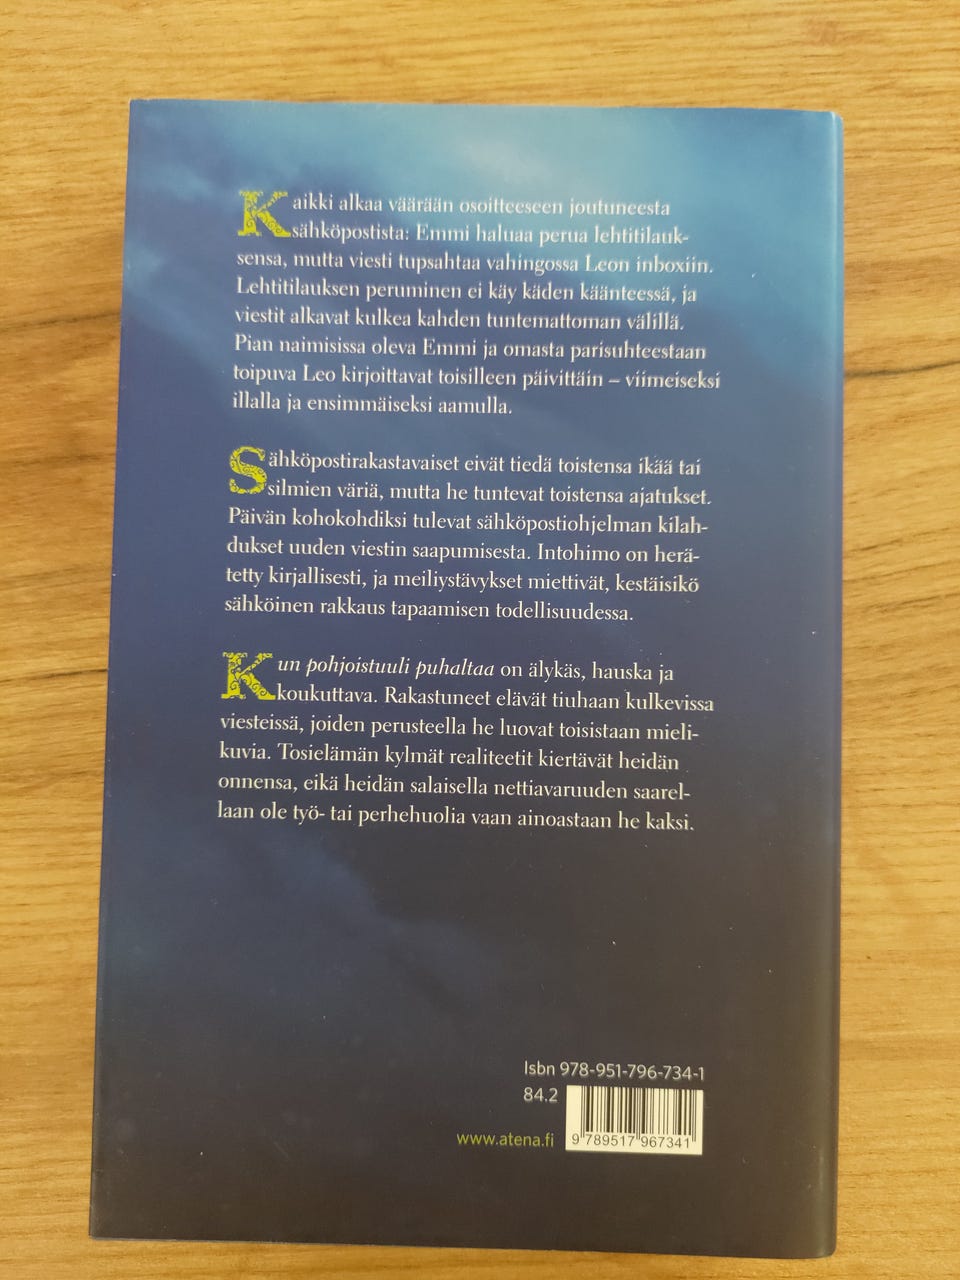 Kaikki alkaa väärään osoitteeseen joutuneesta
sähköpostista: Emmi haluaa perua lehtitilauk-
sensa, mutta viesti tupsahtaa vahingossa Leon inboxiin.
Lehtitilauksen peruminen ei käy käden käänteessä, ja
viestit alkavat kulkea kahden tuntemattoman välillä.
Pian naimisissa oleva Emmi ja omasta parisuhteestaan
toipuva Leo kirjoittavat toisilleen päivittäin – viimeiseksi
illalla ja ensimmäiseksi aamulla.
Sähköpostirakastavaiset eivät tiedä toistensa ikää tai
silmien väriä, mutta he tuntevat toistensa ajatukset.
Päivän kohokohdiksi tulevat sähköpostiohjelman kilah-
dukset uuden viestin saapumisesta. Intohimo on herä-
tetty kirjallisesti, ja meiliystävykset miettivät, kestäisikö
sähköinen rakkaus tapaamisen todellisuudessa.
Kun pohjoistuuli puhaltaa on älykäs, hauska ja
koukuttava. Rakastuneet elävät tiuhaan kulkevissa
viesteissä, joiden perusteella he luovat toisistaan mieli-
kuvia. Tosielämän kylmät realiteetit kiertävät heidän
onnensa, eikä heidän salaisella nettiavaruuden saarel-
laan ole työ- tai perhehuolia vaan ainoastaan he kaksi.
Isbn 978-951-796-734-1
84.2
www.atena.fi
9 789517 967341